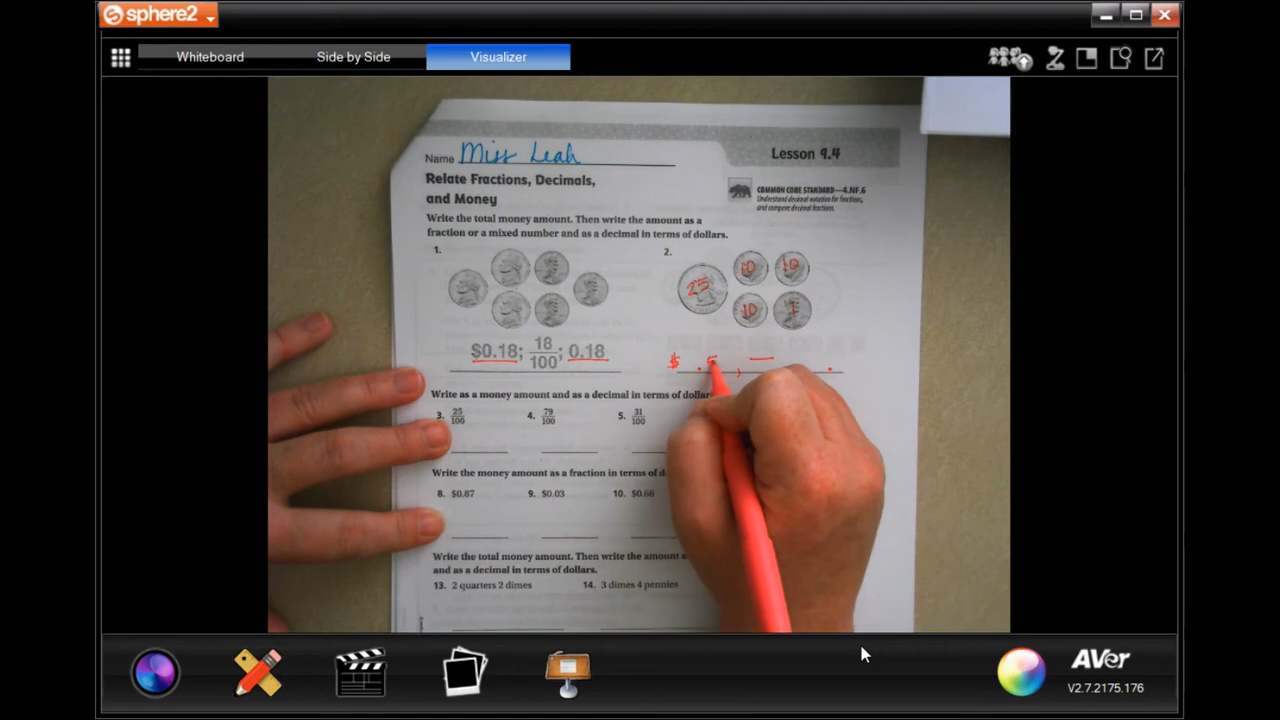 sphere2
Whiteboard Side by Side Visualizer
Name Miss Leah
Lesson 9.4
Relate Fractions, Decimals,
and Money
COMMON CORE STANDARD—4.NF.6
Understand decimal notation for fractions,
and compare decimal fractions.
Write the total money amount. Then write the amount as a
fraction or a mixed number and as a decimal in terms of dollars.
1.
2.
25 10 10
10 1
$0.18; 18/100; 0.18
$ . 5 , .
Write as a money amount and as a decimal in terms of dollar
3. 25/100 4. 79/100 5. 31/100
Write the money amount as a fraction in terms of d
8. $0.87 9. $0.03 10. $0.66
Write the total money amount. Then write the amount a
and as a decimal in terms of dollars.
13. 2 quarters 2 dimes 14. 3 dimes 4 pennies
AVer
V2.7.2175.176